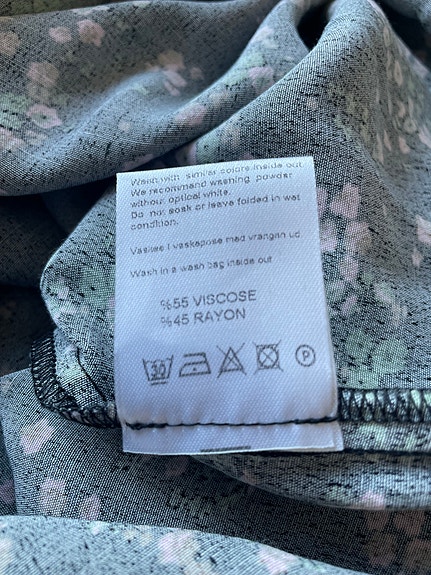 Wash with similar colors inside out.
We recommend washing powder
without optical white.
Do not soak or leave folded in wet
condition.
Vaskes i vaskepose med vrangen ud
Wash in a wash bag inside out
%55 VISCOSE
%45 RAYON
30 P